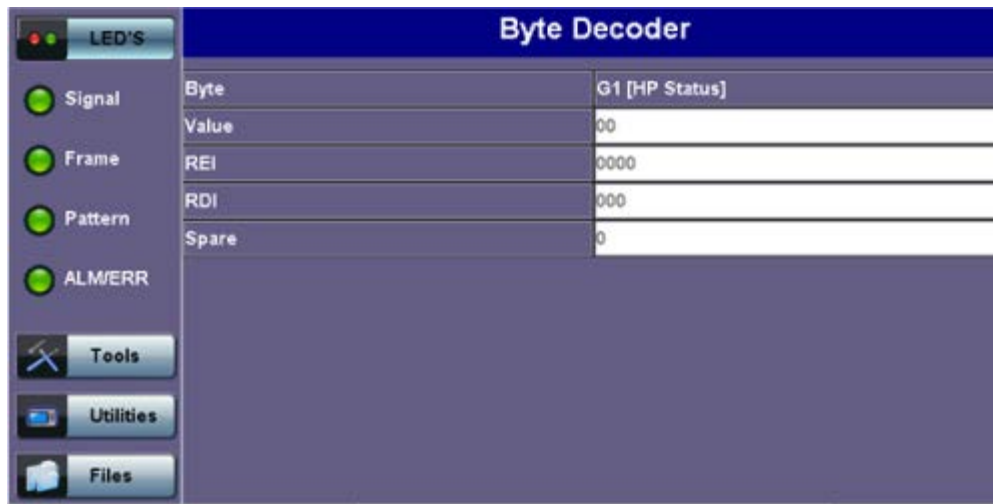 LED'S
Byte Decoder
Signal
Frame
Pattern
ALM/ERR
Byte G1 [HP Status]
Value 00
REI 0000
RDI 000
Spare 0
Tools
Utilities
Files